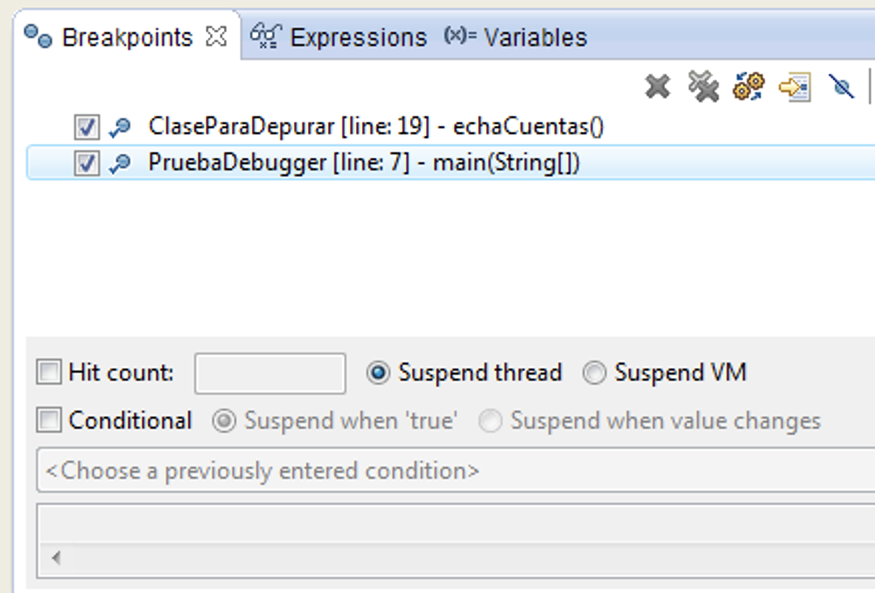 Breakpoints Expressions (x)= Variables
ClaseParaDepurar [line: 19] - echaCuentas()
PruebaDebugger [line: 7] - main(String[])
Hit count: Suspend thread Suspend VM
Conditional Suspend when 'true' Suspend when value changes
<Choose a previously entered condition>